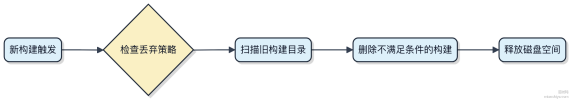 新构建触发
检查丢弃策略
扫描旧构建目录
删除不满足条件的构建
释放磁盘空间